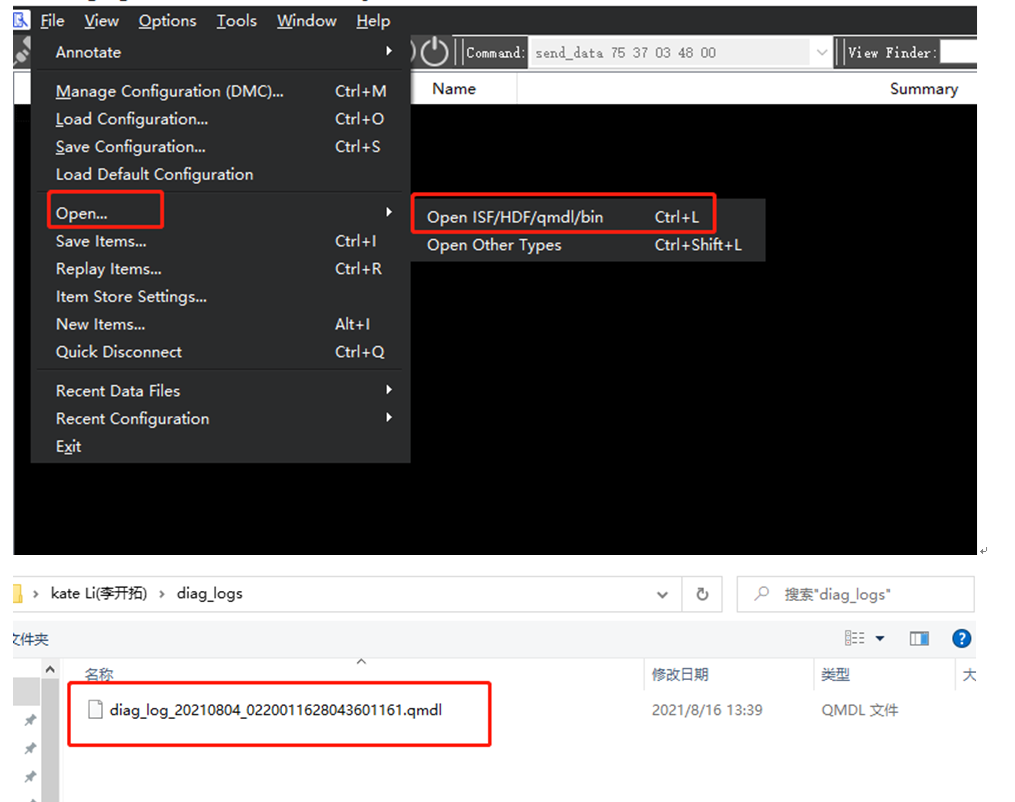 File View Options Tools Window Help
Command: send_data 75 37 03 48 00 View Finder:
Annotate
Name Summary
Manage Configuration (DMC)... Ctrl+M
Load Configuration... Ctrl+O
Save Configuration... Ctrl+S
Load Default Configuration
Open...
Open ISF/HDF/qmdl/bin Ctrl+L
Save Items... Ctrl+I
Open Other Types Ctrl+Shift+L
Replay Items... Ctrl+R
Item Store Settings...
New Items... Alt+I
Quick Disconnect Ctrl+Q
Recent Data Files
Recent Configuration
Exit
kate Li(李开拓) › diag_logs
搜索"diag_logs"
文件夹
名称 修改日期 类型 大
diag_log_20210804_0220011628043601161.qmdl 2021/8/16 13:39 QMDL 文件